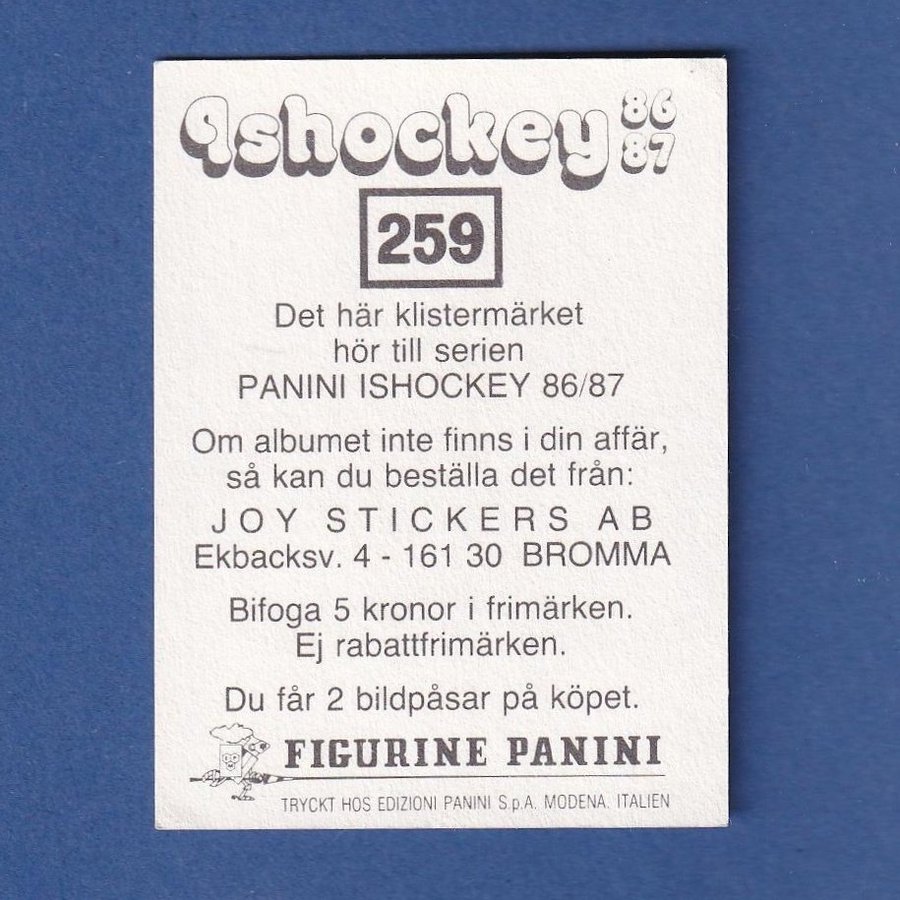 Ishockey 86
87
259
Det här klistermärket
hör till serien
PANINI ISHOCKEY 86/87
Om albumet inte finns i din affär,
så kan du beställa det från:
JOY STICKERS AB
Ekbacksv. 4 - 161 30 BROMMA
Bifoga 5 kronor i frimärken.
Ej rabattfrimärken.
Du får 2 bildpåsar på köpet.
FIGURINE PANINI
TRYCKT HOS EDIZIONI PANINI S.p.A. MODENA. ITALIEN